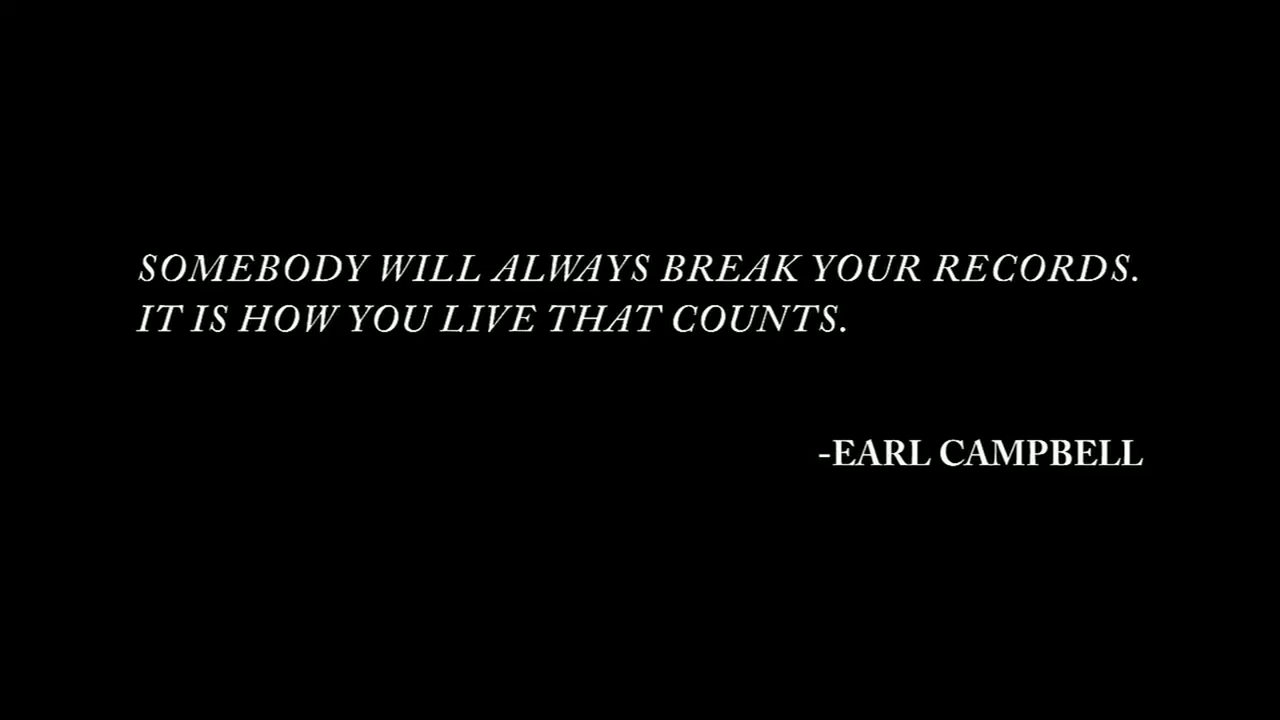 SOMEBODY WILL ALWAYS BREAK YOUR RECORDS.
IT IS HOW YOU LIVE THAT COUNTS.
-EARL CAMPBELL